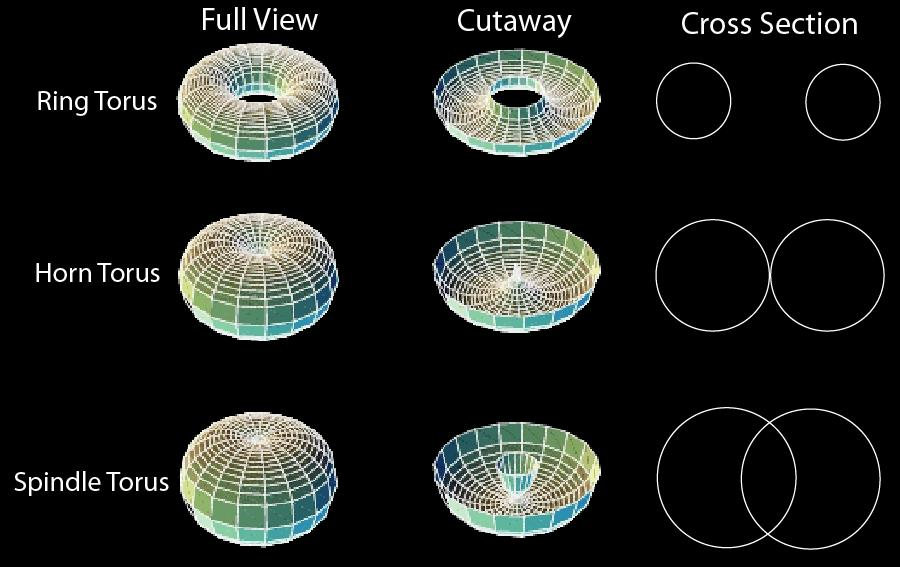 Full View
Cutaway
Cross Section
Ring Torus
Horn Torus
Spindle Torus